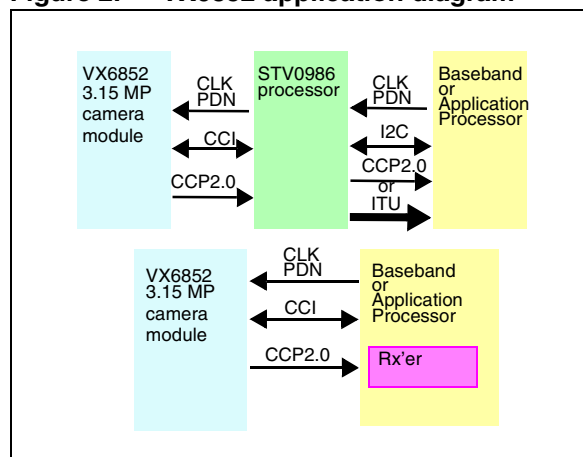 Figure 2. VX6852 application diagram
VX6852
3.15 MP
camera
module
CLK
PDN
CCI
CCP2.0
STV0986
processor
CLK
PDN
I2C
CCP2.0
or
ITU
Baseband
or
Application
Processor
VX6852
3.15 MP
camera
module
CLK
PDN
CCI
CCP2.0
Baseband
or
Application
Processor
Rx'er